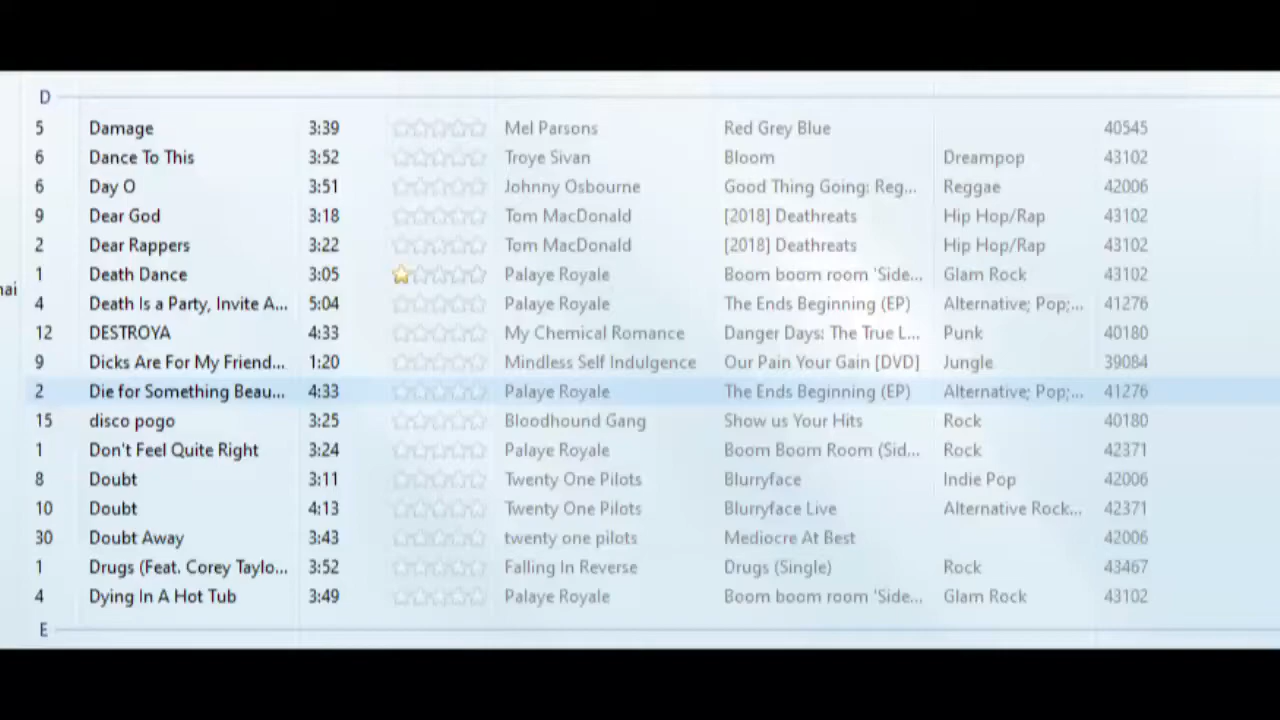 D
5 Damage 3:39 Mel Parsons Red Grey Blue 40545
6 Dance To This 3:52 Troye Sivan Bloom Dreampop 43102
6 Day O 3:51 Johnny Osbourne Good Thing Going: Reg... Reggae 42006
9 Dear God 3:18 Tom MacDonald [2018] Deathreats Hip Hop/Rap 43102
2 Dear Rappers 3:22 Tom MacDonald [2018] Deathreats Hip Hop/Rap 43102
1 Death Dance 3:05 Palaye Royale Boom boom room 'Side... Glam Rock 43102
nai
4 Death Is a Party, Invite A... 5:04 Palaye Royale The Ends Beginning (EP) Alternative; Pop;... 41276
12 DESTROYA 4:33 My Chemical Romance Danger Days: The True L... Punk 40180
9 Dicks Are For My Friend... 1:20 Mindless Self Indulgence Our Pain Your Gain [DVD] Jungle 39084
2 Die for Something Beau... 4:33 Palaye Royale The Ends Beginning (EP) Alternative; Pop;... 41276
15 disco pogo 3:25 Bloodhound Gang Show us Your Hits Rock 40180
1 Don't Feel Quite Right 3:24 Palaye Royale Boom Boom Room (Sid... Rock 42371
8 Doubt 3:11 Twenty One Pilots Blurryface Indie Pop 42006
10 Doubt 4:13 Twenty One Pilots Blurryface Live Alternative Rock... 42371
30 Doubt Away 3:43 twenty one pilots Mediocre At Best 42006
1 Drugs (Feat. Corey Taylo... 3:52 Falling In Reverse Drugs (Single) Rock 43467
4 Dying In A Hot Tub 3:49 Palaye Royale Boom boom room 'Side... Glam Rock 43102
E